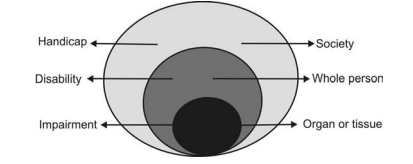 Handicap Society
Disability Whole person
Impairment Organ or tissue